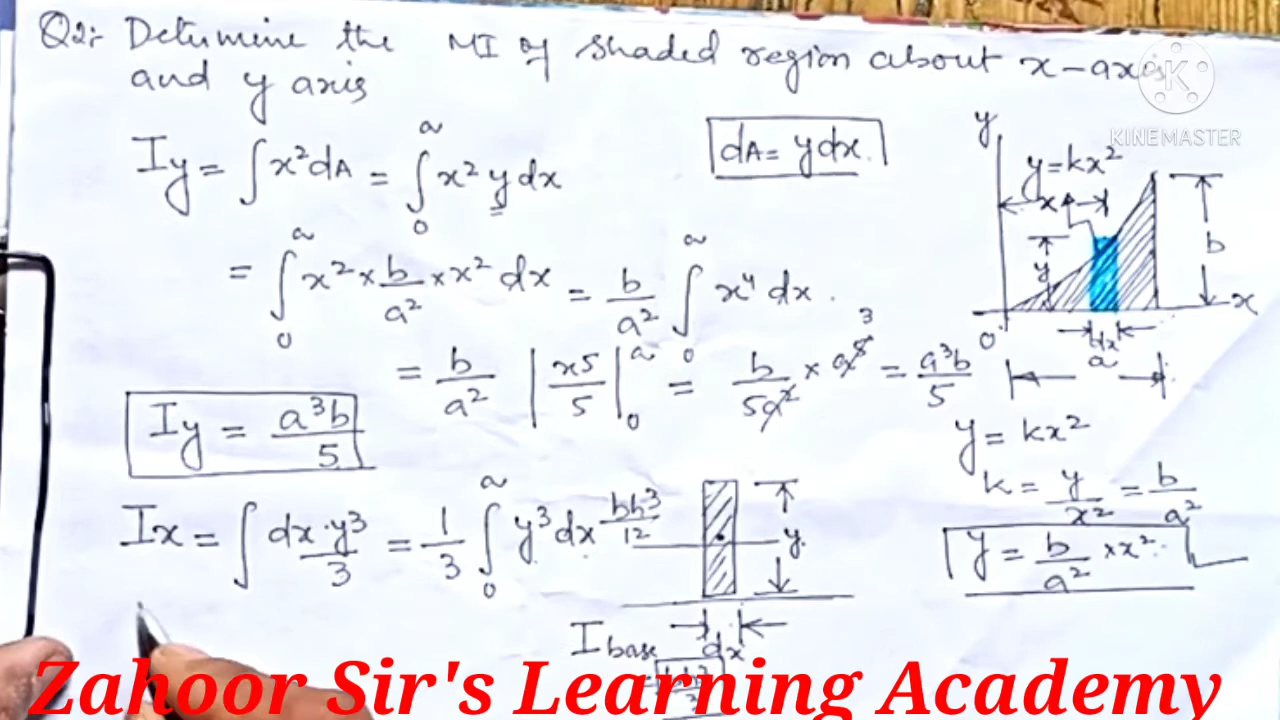 Q2:- Determine the MI of shaded region about x-axis
and y axis
KINEMASTER
Iy = ∫x²dA = ∫₀ᵃ x² y dx
dA = ydx.
= ∫₀ᵃ x² × b/a² × x² dx = b/a² ∫₀ᵃ x⁴ dx.
= b/a² |x5/5|₀ᵃ = b/5a² × a⁵ 3 = a³b/5
Iy = a³b/5
Ix = ∫ dx·y³/3 = 1/3 ∫₀ᵃ y³dx
bh³/12
y
I base
dx
y
y=kx²
x
y
b
x
0
dx
a
y = kx²
k = y/x² = b/a²
y = b/a² × x²
Zahoor Sir's Learning Academy